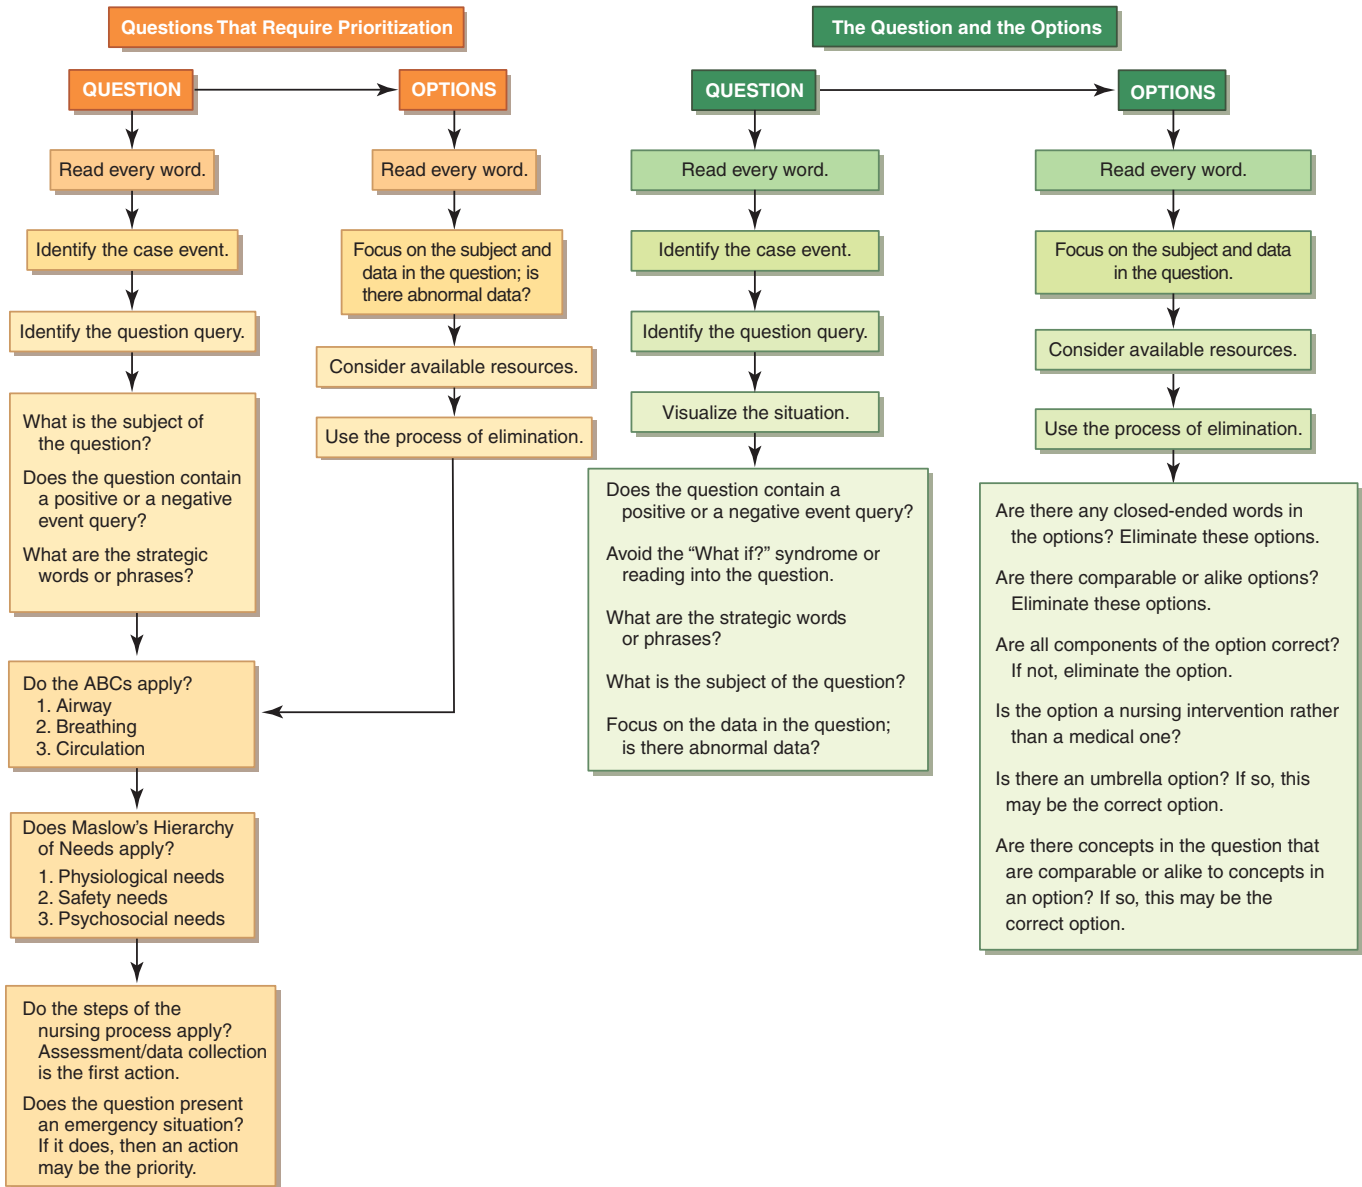 Questions That Require Prioritization
QUESTION
Read every word.
Identify the case event.
Identify the question query.
What is the subject of
the question?
Does the question contain
a positive or a negative
event query?
What are the strategic
words or phrases?
OPTIONS
Read every word.
Focus on the subject and
data in the question; is
there abnormal data?
Consider available resources.
Use the process of elimination.
Do the ABCs apply?
1. Airway
2. Breathing
3. Circulation
Does Maslow’s Hierarchy
of Needs apply?
1. Physiological needs
2. Safety needs
3. Psychosocial needs
Do the steps of the
nursing process apply?
Assessment/data collection
is the first action.
Does the question present
an emergency situation?
If it does, then an action
may be the priority.
The Question and the Options
QUESTION
Read every word.
Identify the case event.
Identify the question query.
Visualize the situation.
Does the question contain a
positive or a negative event query?
Avoid the “What if?” syndrome or
reading into the question.
What are the strategic words
or phrases?
What is the subject of the question?
Focus on the data in the question;
is there abnormal data?
OPTIONS
Read every word.
Focus on the subject and data
in the question.
Consider available resources.
Use the process of elimination.
Are there any closed-ended words in
the options? Eliminate these options.
Are there comparable or alike options?
Eliminate these options.
Are all components of the option correct?
If not, eliminate the option.
Is the option a nursing intervention rather
than a medical one?
Is there an umbrella option? If so, this
may be the correct option.
Are there concepts in the question that
are comparable or alike to concepts in
an option? If so, this may be the
correct option.